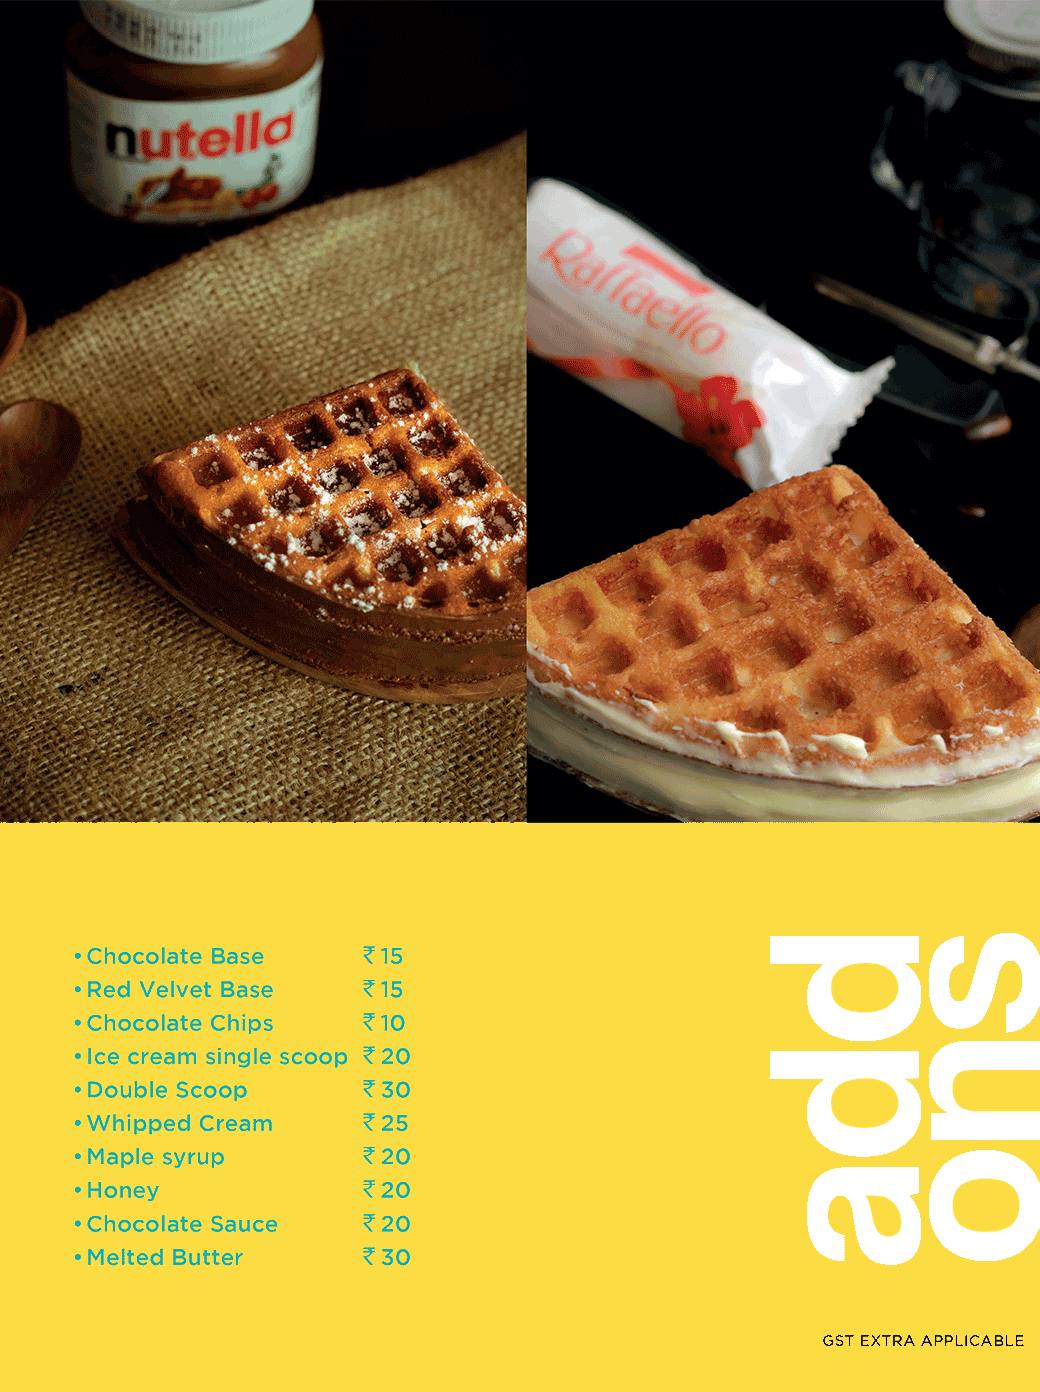 nutella
Raffaello
• Chocolate Base ₹ 15
• Red Velvet Base ₹ 15
• Chocolate Chips ₹ 10
• Ice cream single scoop ₹ 20
• Double Scoop ₹ 30
• Whipped Cream ₹ 25
• Maple syrup ₹ 20
• Honey ₹ 20
• Chocolate Sauce ₹ 20
• Melted Butter ₹ 30
add
ons
GST EXTRA APPLICABLE